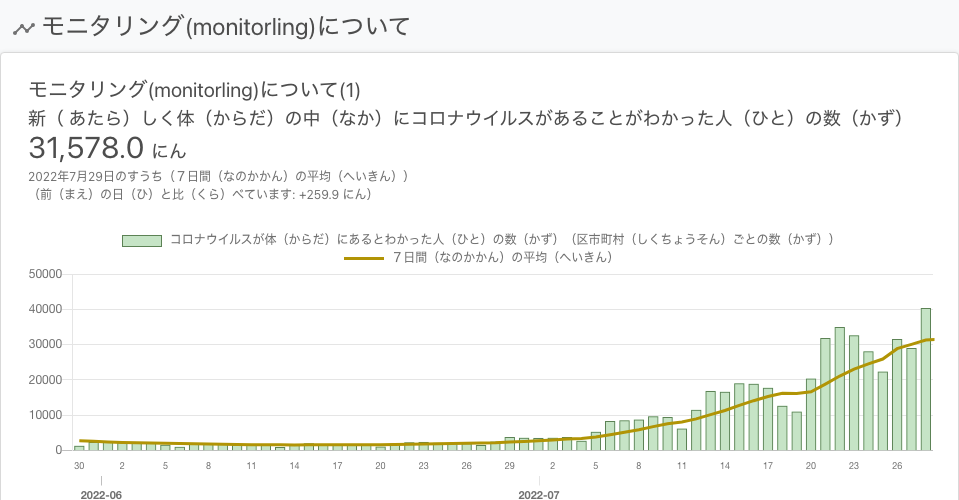 モニタリング(monitorling)について
モニタリング(monitorling)について(1)
新（ あたら）しく体（からだ）の中（なか）にコロナウイルスがあることがわかった人（ひと）の数（かず）
31,578.0 にん
2022年7月29日のすうち（７日間（なのかかん）の平均（へいきん））
（前（まえ）の日（ひ）と比（くら）べています: +259.9 にん）
コロナウイルスが体（からだ）にあるとわかった人（ひと）の数（かず）（区市町村（しくちょうそん）ごとの数（かず））
７日間（なのかかん）の平均（へいきん）
50000
40000
30000
20000
10000
0
30 2 5 8 11 14 17 20 23 26 29 2 5 8 11 14 17 20 23 26
2022-06 2022-07